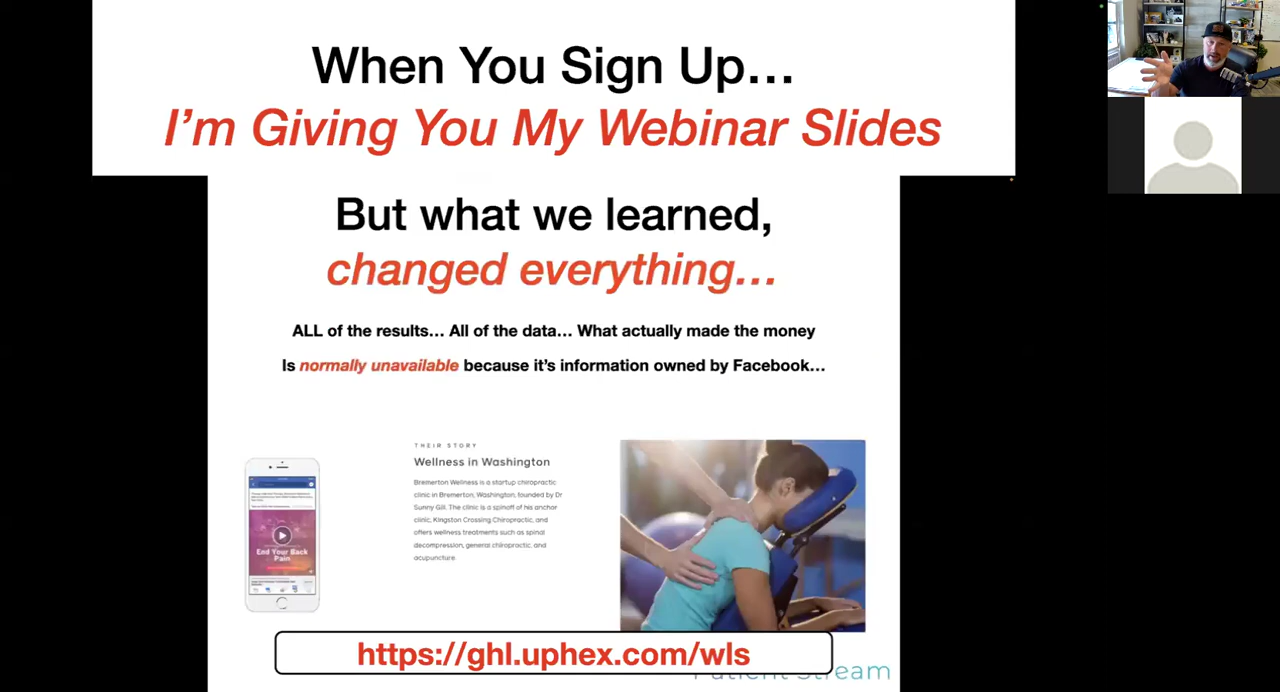 When You Sign Up...
I'm Giving You My Webinar Slides
But what we learned,
changed everything...
ALL of the results... All of the data... What actually made the money
Is normally unavailable because it's information owned by Facebook...
THEIR STORY
Wellness in Washington
Bremerton Wellness is a startup chiropractic
clinic in Bremerton, Washington, founded by Dr
Sunny Gill. The clinic is a spinoff of his anchor
clinic, Kingston Crossing Chiropractic, and
offers wellness treatments such as spinal
decompression, general chiropractic, and
acupuncture.
End Your Back
Pain
https://ghl.uphex.com/wls
Patient Stream